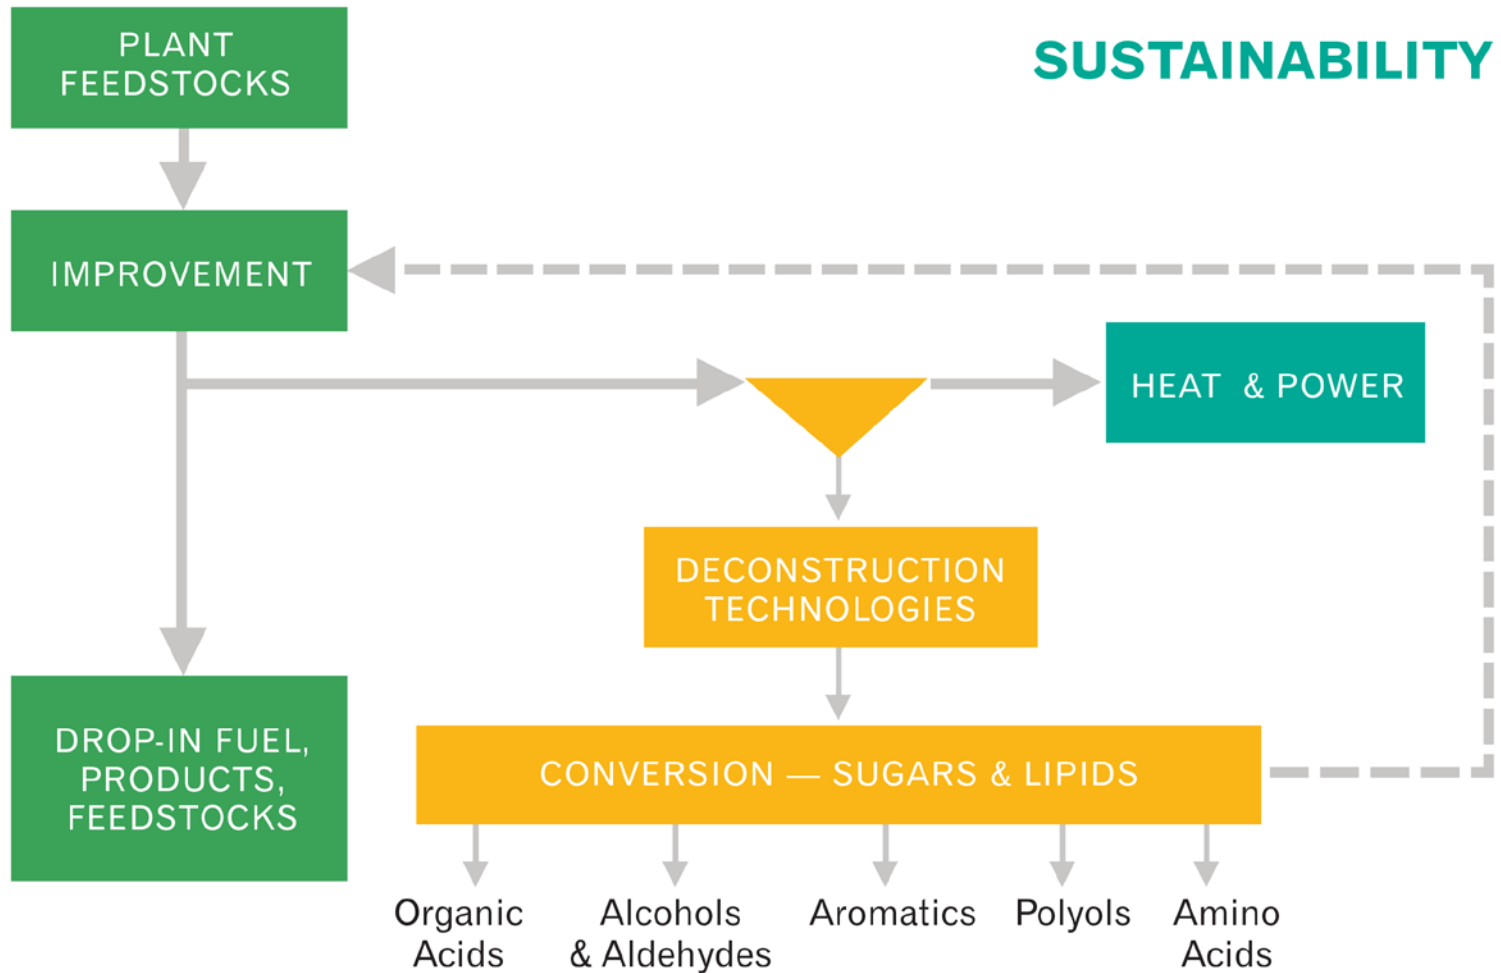 PLANT
FEEDSTOCKS
SUSTAINABILITY
IMPROVEMENT
HEAT & POWER
DECONSTRUCTION
TECHNOLOGIES
DROP-IN FUEL,
PRODUCTS,
FEEDSTOCKS
CONVERSION — SUGARS & LIPIDS
Organic
Acids
Alcohols
& Aldehydes
Aromatics
Polyols
Amino
Acids